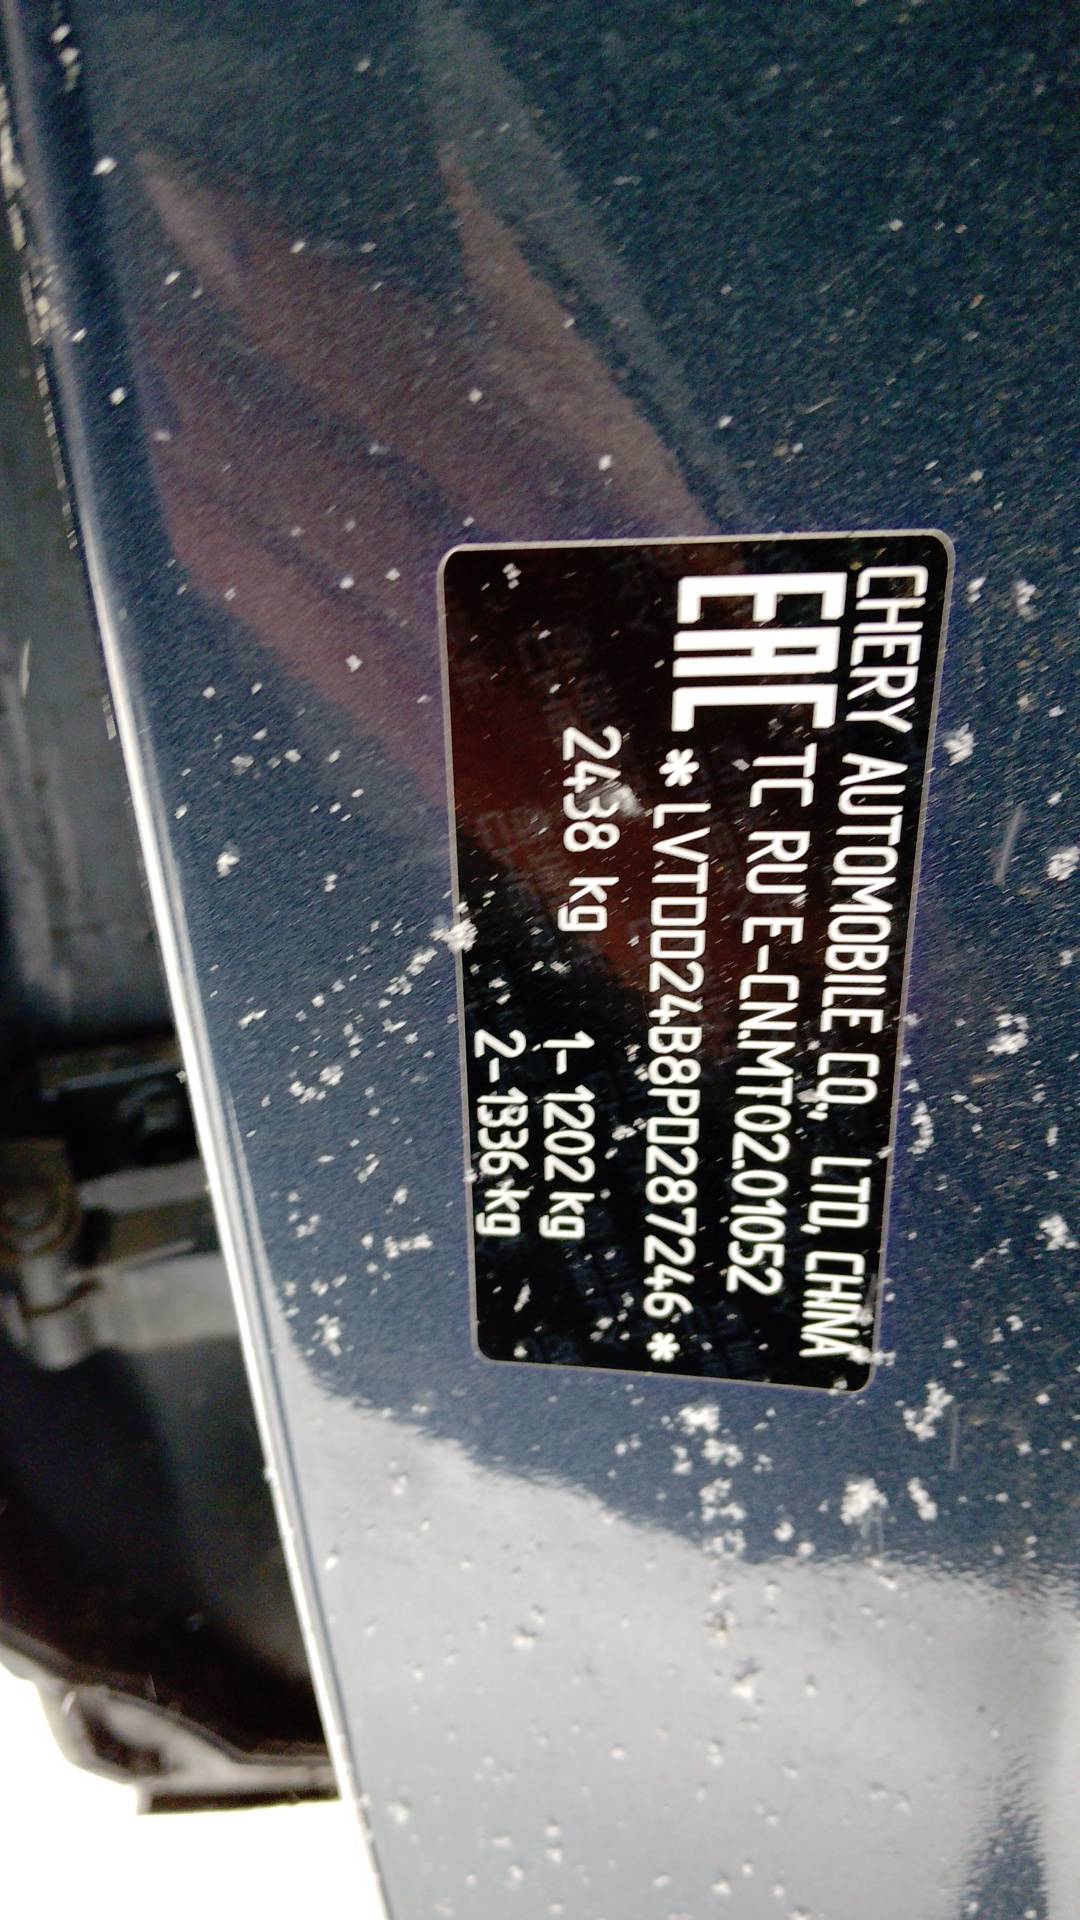 CHERY AUTOMOBILE CO., LTD, CHINA
EAC TC RU E-CN.MT02.01052
*LVTDD24B8PD287246*
2438 kg
1-1202 kg
2-1336 kg